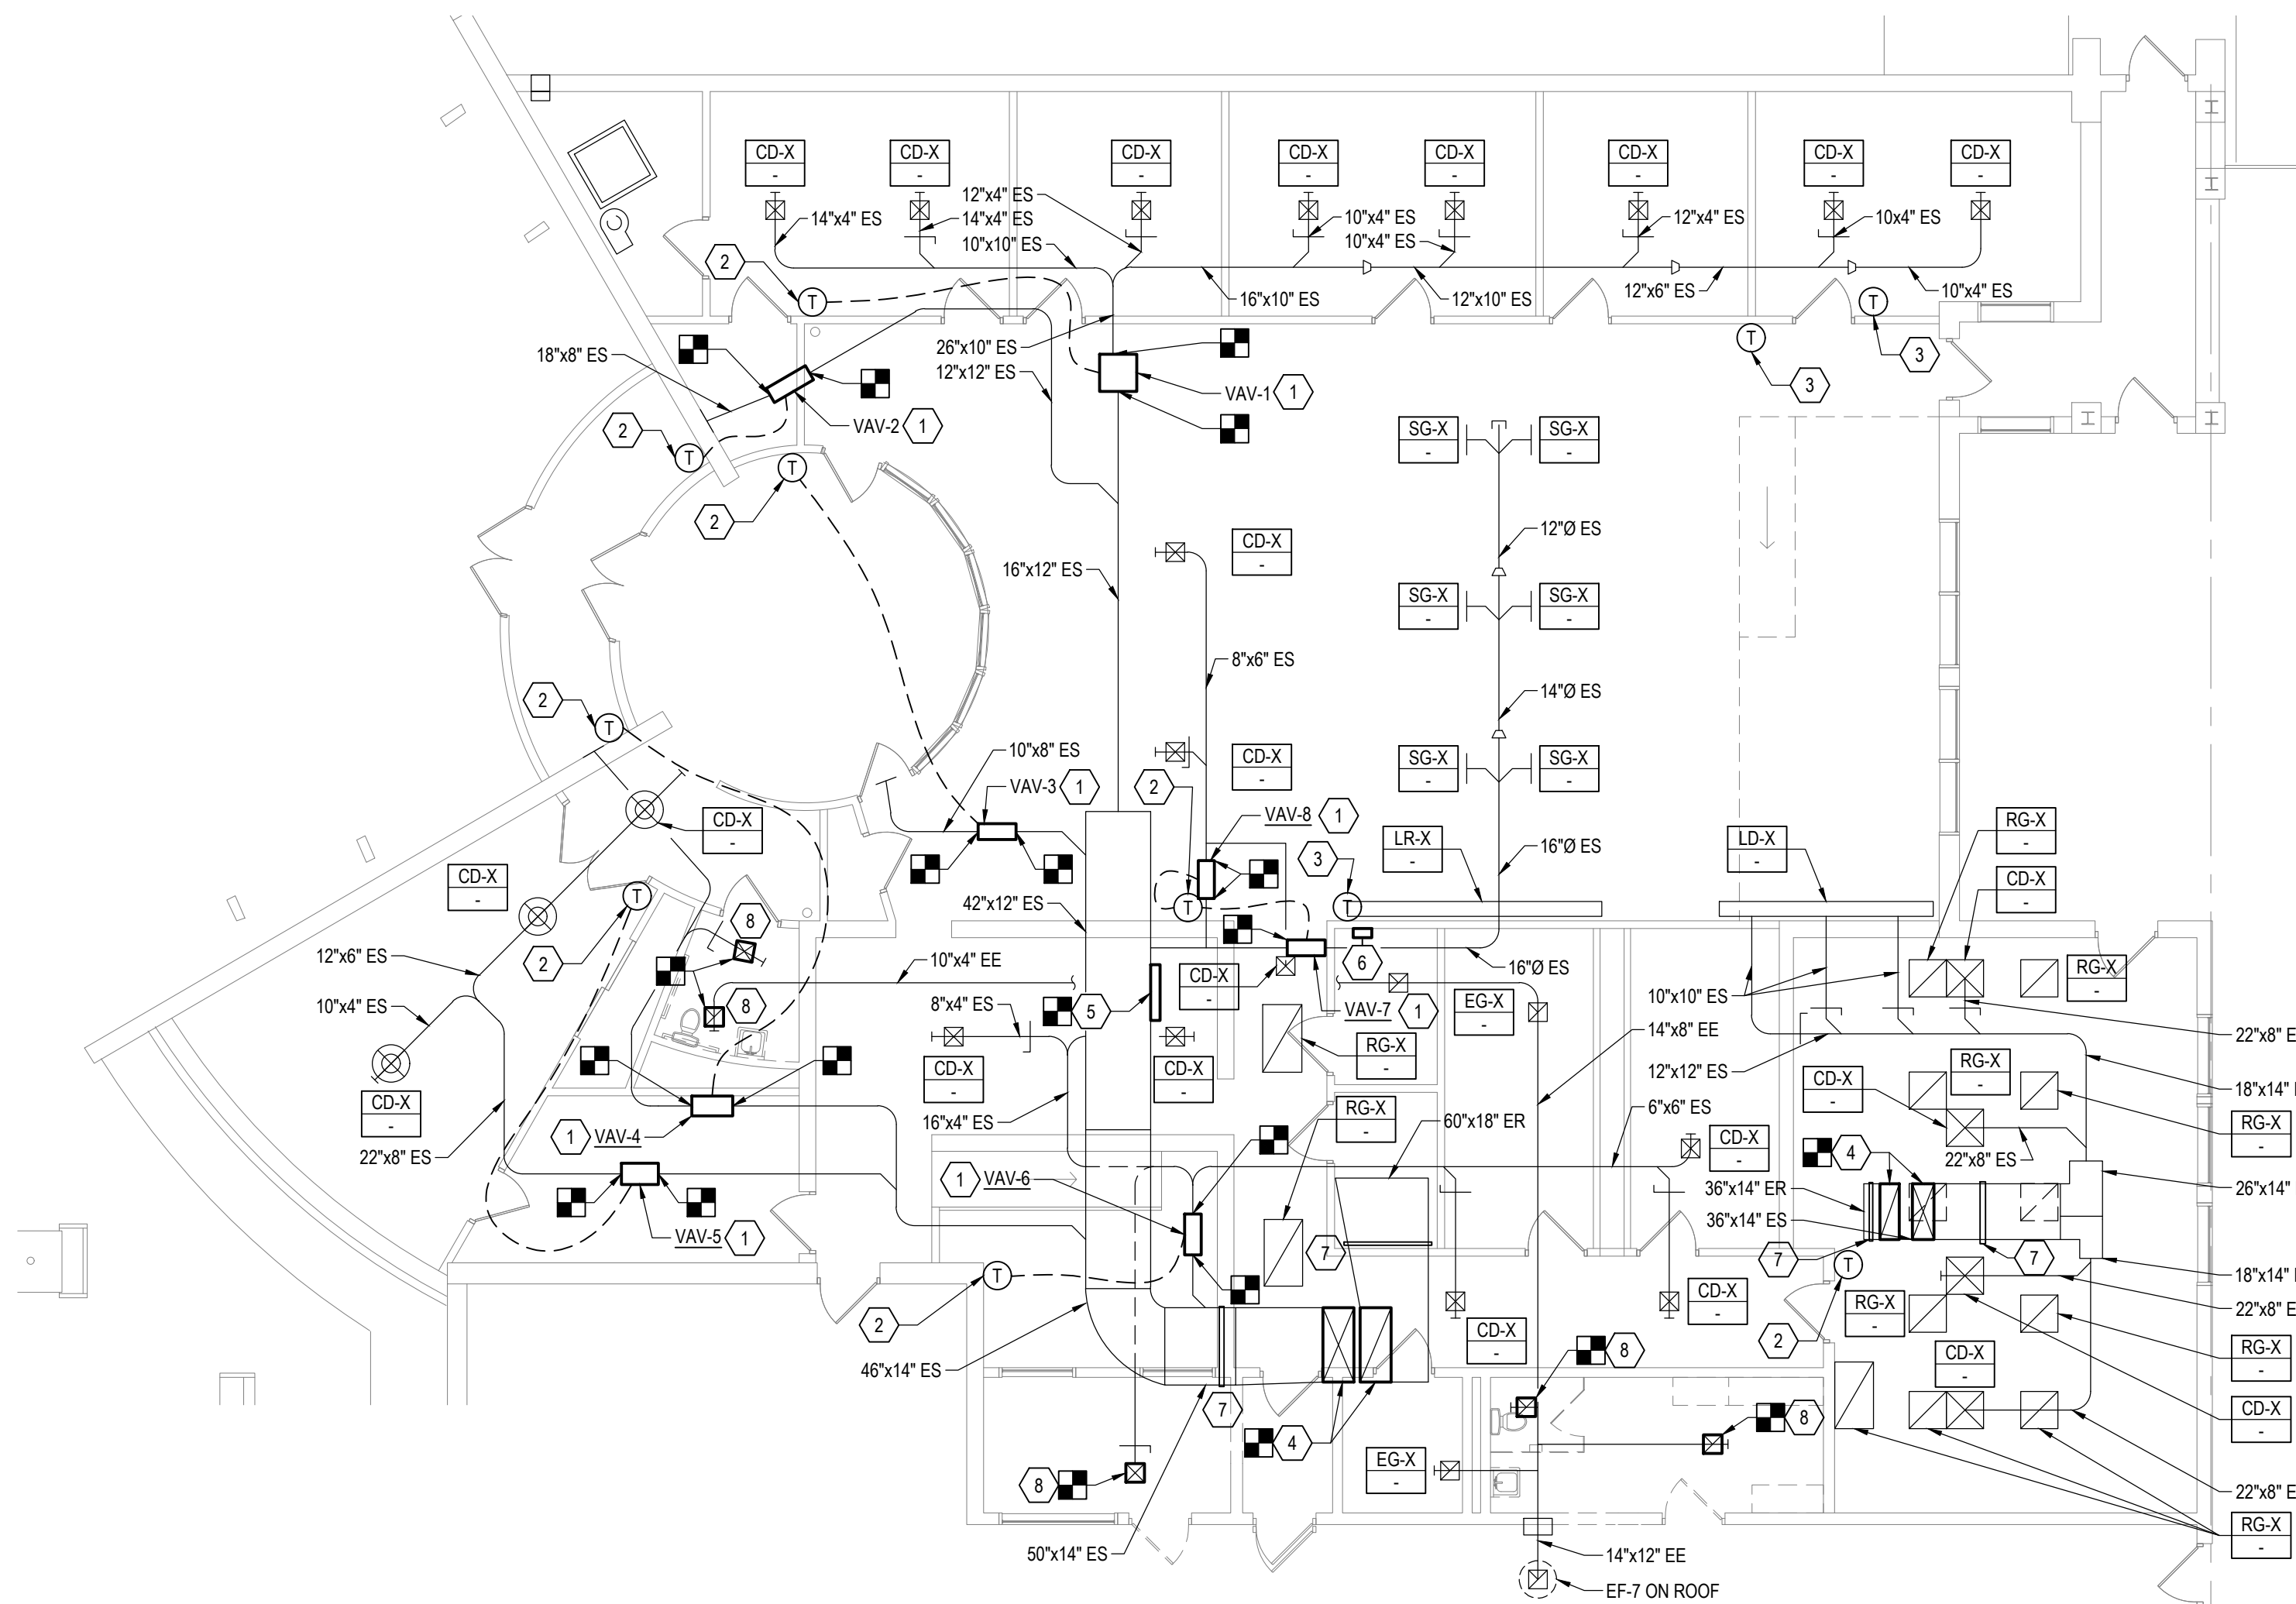 CD-X
-
CD-X
-
CD-X
-
CD-X
-
CD-X
-
CD-X
-
CD-X
-
CD-X
-
12"x4" ES
14"x4" ES
14"x4" ES
10"x4" ES
12"x4" ES
10x4" ES
10"x10" ES
10"x4" ES
2
T
16"x10" ES
12"x10" ES
12"x6" ES
10"x4" ES
T
T
3
3
18"x8" ES
26"x10" ES
12"x12" ES
VAV-1
1
VAV-2
1
2
T
T
2
SG-X
-
SG-X
-
12"Ø ES
CD-X
-
16"x12" ES
SG-X
-
SG-X
-
8"x6" ES
14"Ø ES
2
T
10"x8" ES
VAV-3
1
2
CD-X
-
SG-X
-
SG-X
-
CD-X
-
VAV-8
1
3
LR-X
-
16"Ø ES
LD-X
-
RG-X
-
CD-X
-
CD-X
-
T
8
2
42"x12" ES
T
T
12"x6" ES
10"x4" EE
CD-X
-
6
16"Ø ES
RG-X
-
10"x4" ES
8
8"x4" ES
5
VAV-7
1
EG-X
-
10"x10" ES
14"x8" EE
22"x8" E
RG-X
-
CD-X
-
CD-X
-
CD-X
-
12"x12" ES
CD-X
-
RG-X
-
18"x14"
16"x4" ES
RG-X
-
60"x18" ER
6"x6" ES
RG-X
-
1
VAV-4
22"x8" ES
CD-X
-
4
22"x8" ES
1
VAV-6
36"x14" ER
36"x14" ES
26"x14"
VAV-5
1
7
7
T
7
18"x14"
T
2
CD-X
-
CD-X
-
2
RG-X
-
22"x8" E
RG-X
-
46"x14" ES
8
CD-X
-
7
4
8
CD-X
-
8
EG-X
-
22"x8" E
RG-X
-
50"x14" ES
14"x12" EE
EF-7 ON ROOF